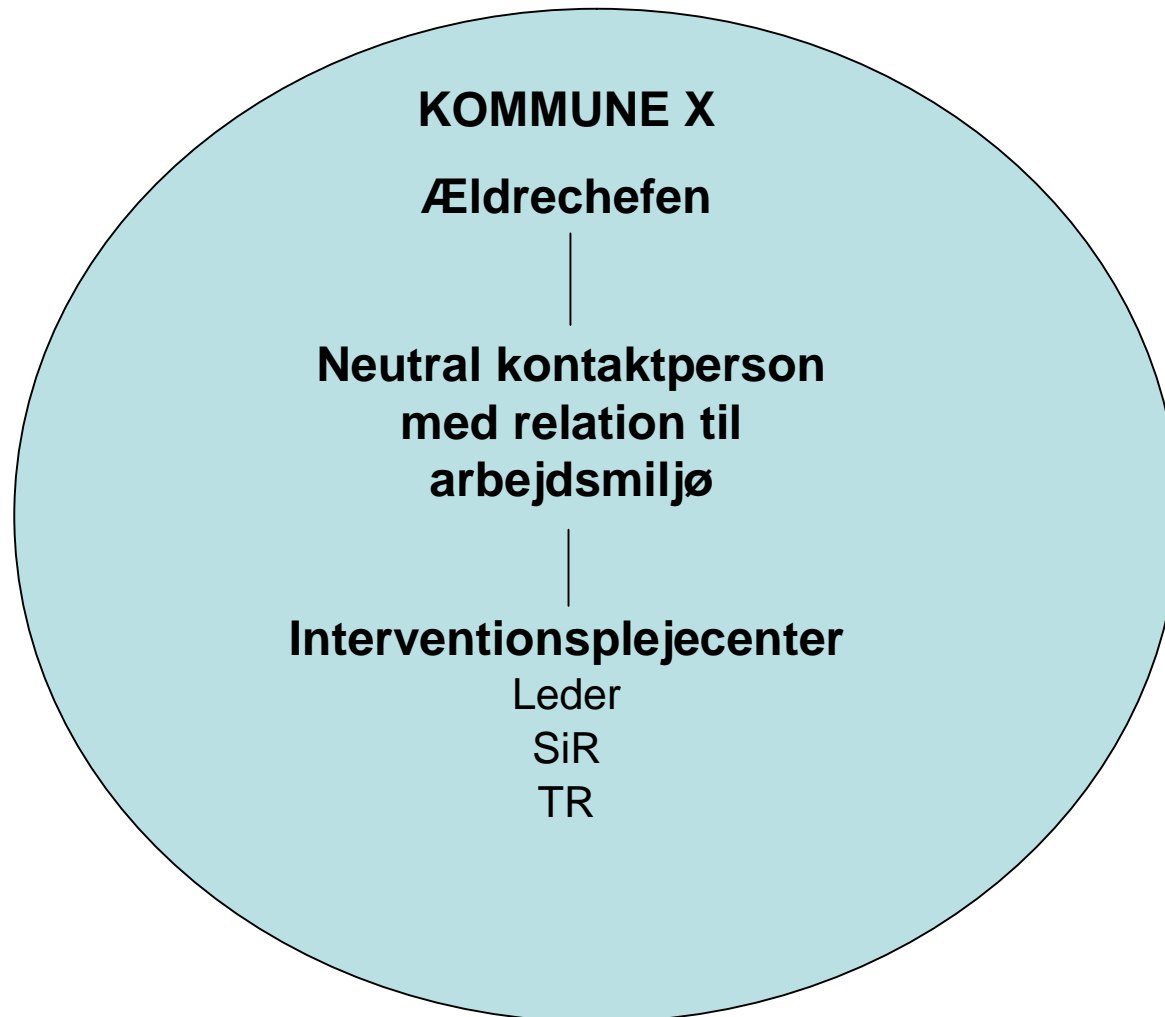 KOMMUNE X
Ældrechefen
Neutral kontaktperson
med relation til
arbejdsmiljø
Interventionsplejecenter
Leder
SiR
TR